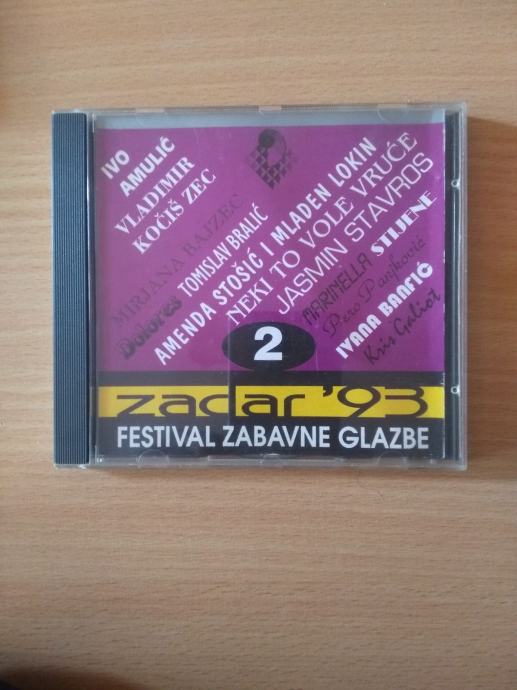 IVO
AMULIĆ
VLADIMIR
KOČIŠ ZEC
MIRJANA BAJZEC
Dolores
TOMISLAV BRALIĆ
AMENDA STOŠIĆ I MLADEN LOKIN
NEKI TO VOLE VRUĆE
JASMIN STAVROS
MARINELLA
STIJENE
Pero Panjković
IVANA BANFIĆ
Kris Galiot
2
zadar '93
FESTIVAL ZABAVNE GLAZBE